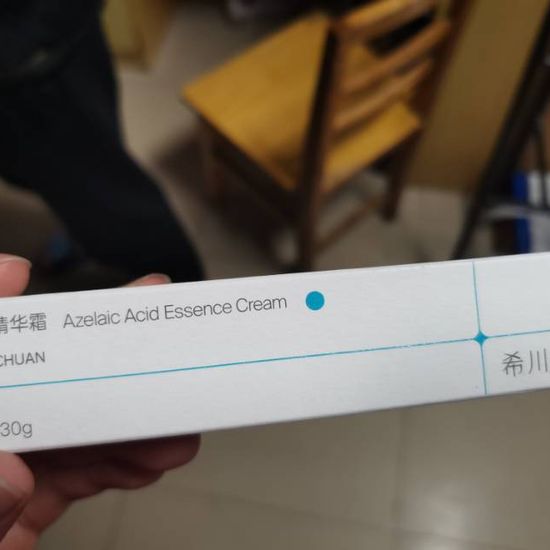 精华霜 Azelaic Acid Essence Cream
CHUAN
30g
希川